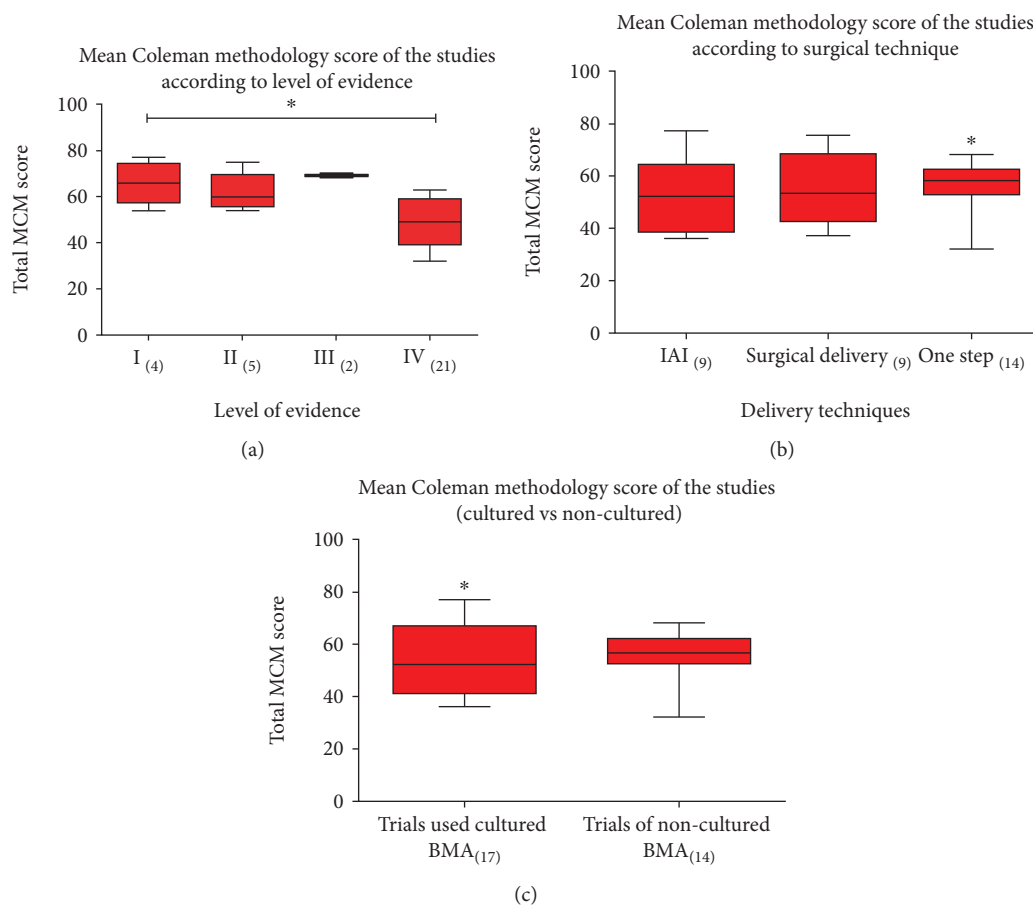 Mean Coleman methodology score of the studies
according to level of evidence
*
100
80
60
40
20
0
Total MCM score
I (4)
II (5)
III (2)
IV (21)
Level of evidence
(a)
Mean Coleman methodology score of the studies
according to surgical technique
*
100
80
60
40
20
0
Total MCM score
IAI (9)
Surgical delivery (9)
One step (14)
Delivery techniques
(b)
Mean Coleman methodology score of the studies
(cultured vs non-cultured)
*
100
80
60
40
20
0
Total MCM score
Trials used cultured
BMA(17)
Trials of non-cultured
BMA(14)
(c)